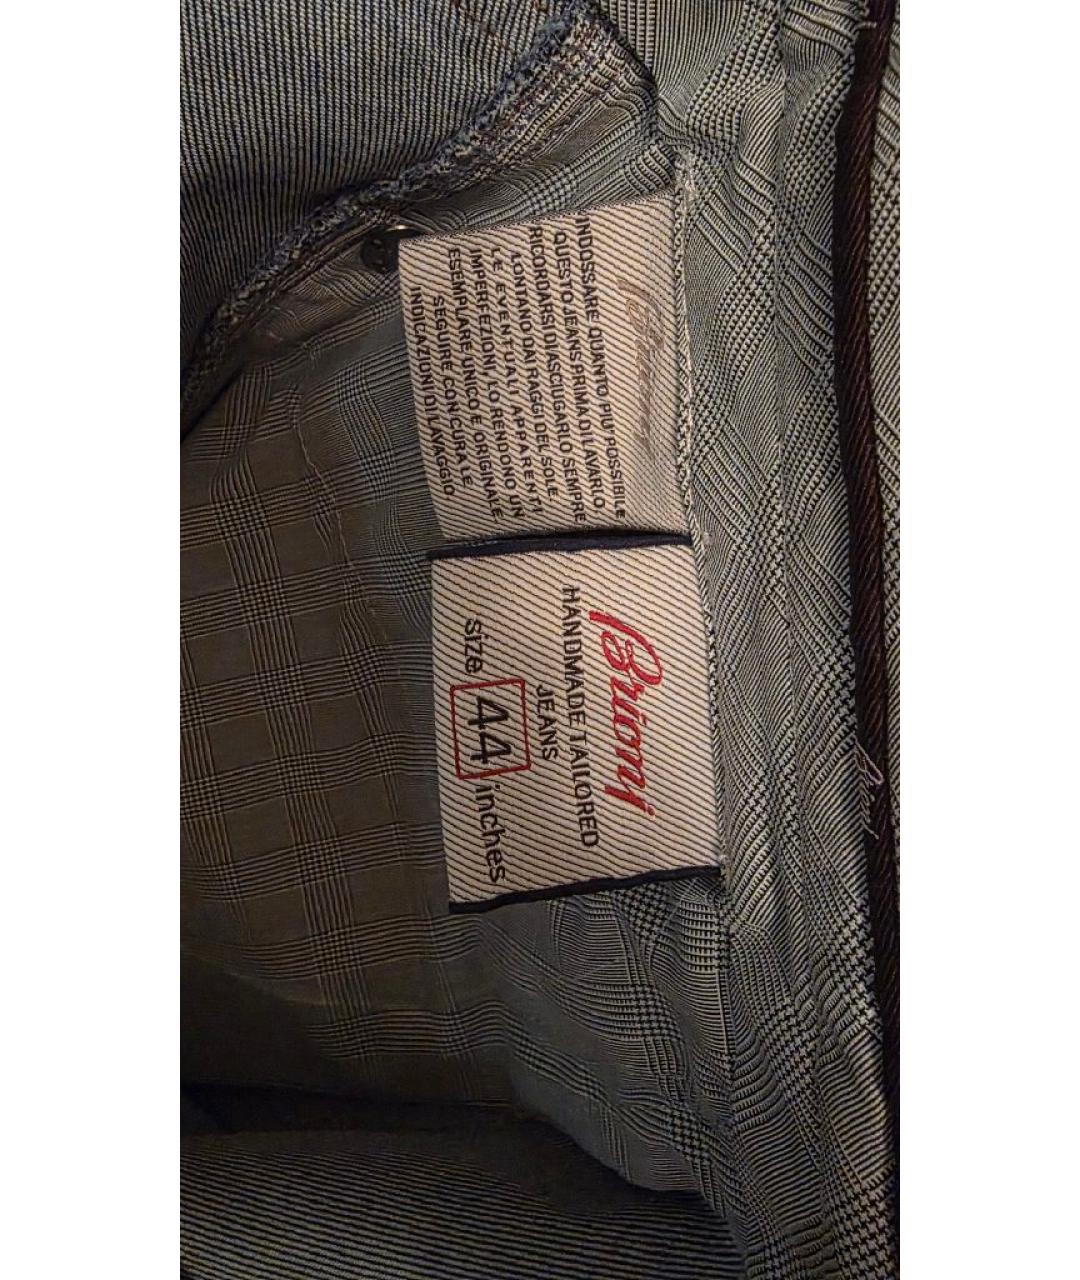 Brioni
INDOSSARE QUANTO PIU' POSSIBILE
QUESTO JEANS PRIMA DI LAVARLO
RICORDARSI DI ASCIUGARLO SEMPRE
LONTANO DAI RAGGI DEL SOLE.
LE EVENTUALI APPARENTI
IMPERFEZIONI, LO RENDONO UN
ESEMPLARE UNICO E ORIGINALE.
SEGUIRE CON CURA LE
INDICAZIONI DI LAVAGGIO
Brioni
HANDMADE TAILORED
JEANS
size 44 inches